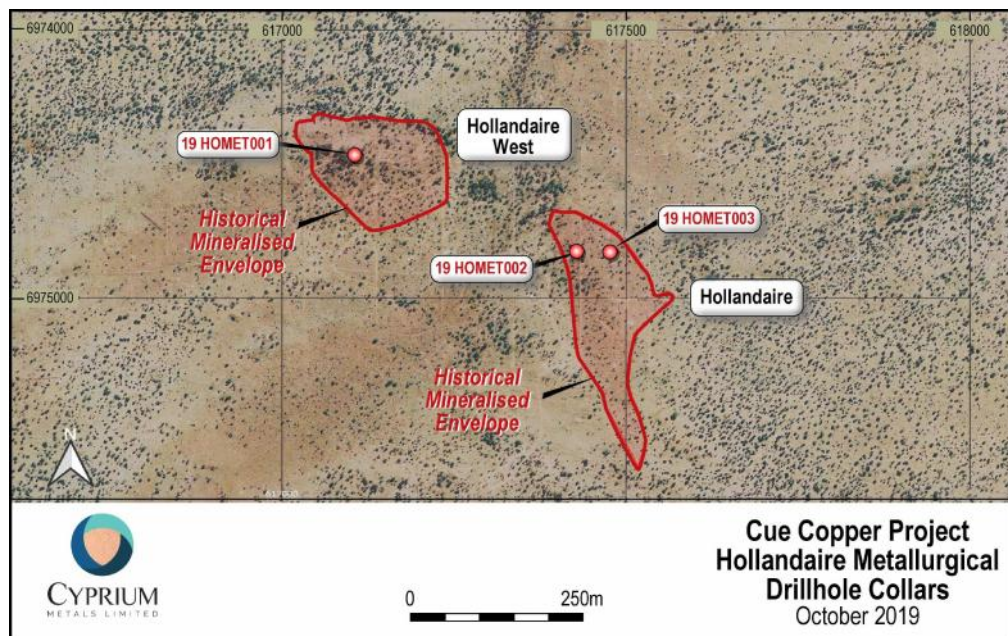 6974000
617000
617500
618000
19 HOMET001
Hollandaire
West
Historical
Mineralised
Envelope
19 HOMET003
19 HOMET002
6975000
Hollandaire
Historical
Mineralised
Envelope
N
CYPRIUM
METALS LIMITED
0 250m
Cue Copper Project
Hollandaire Metallurgical
Drillhole Collars
October 2019